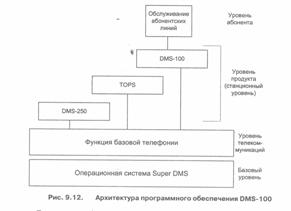 Обслуживание
абонентских
линий
Уровень
абонента
DMS-100
Уровень
продукта
(станционный
уровень)
TOPS
DMS-250
Функция базовой телефонии
Уровень
телеком-
муникаций
Операционная система Super DMS
Базовый
уровень
Рис. 9.12. Архитектура программного обеспечения DMS-100